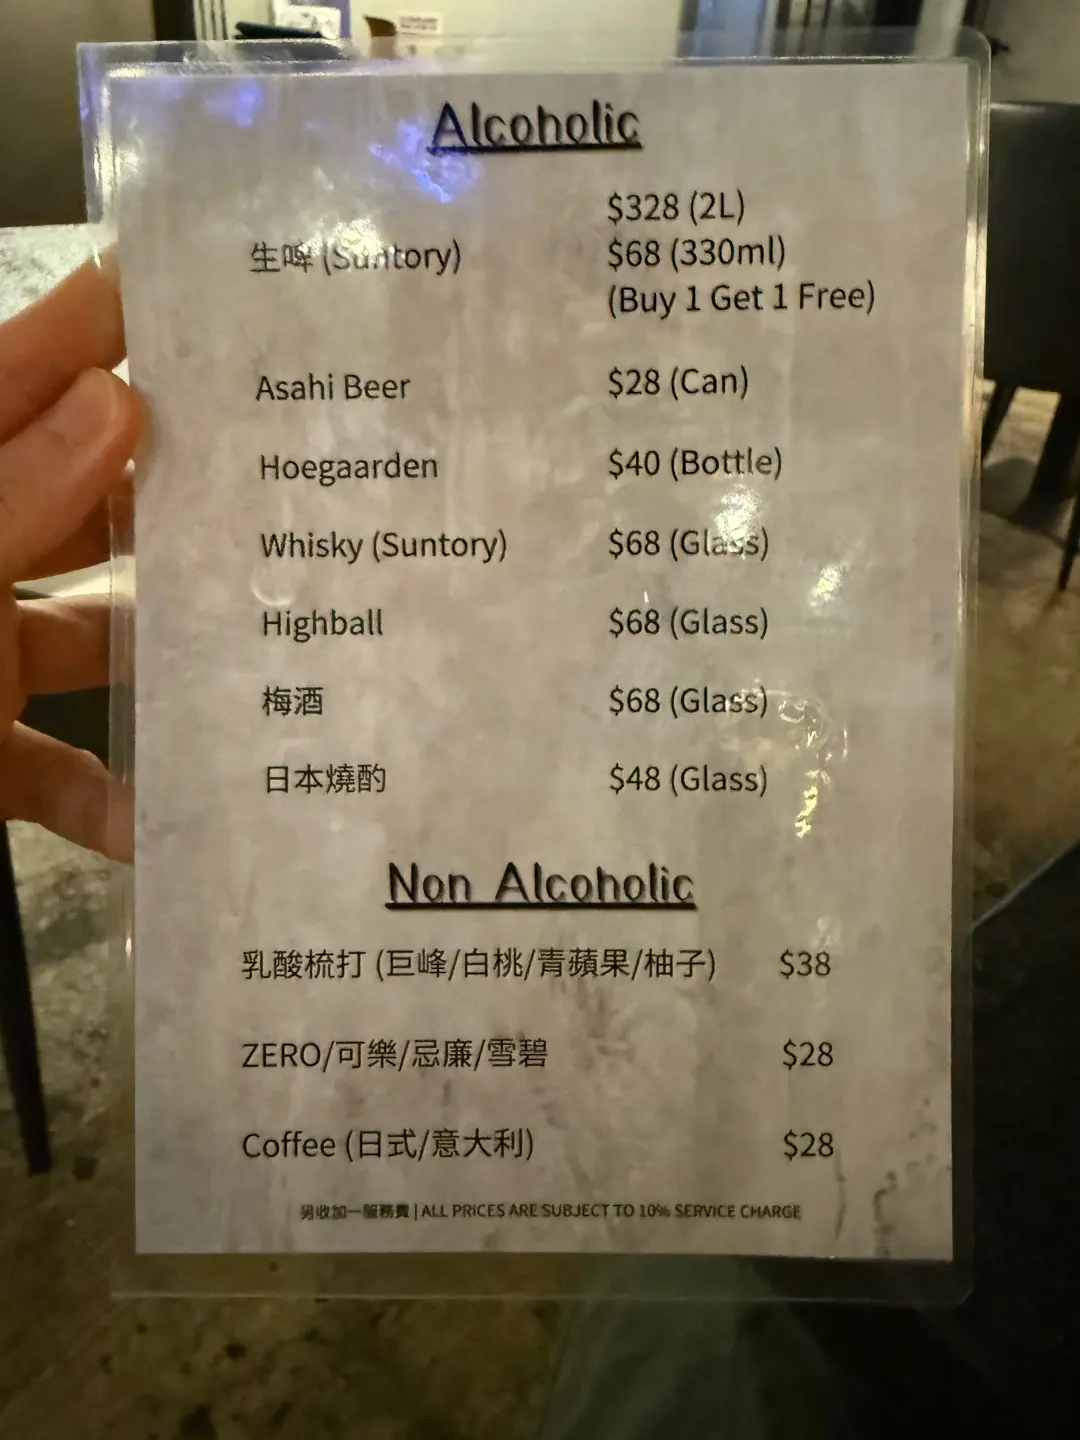 Alcoholic
$328 (2L)
生啤 (Suntory) $68 (330ml)
(Buy 1 Get 1 Free)
Asahi Beer $28 (Can)
Hoegaarden $40 (Bottle)
Whisky (Suntory) $68 (Glass)
Highball $68 (Glass)
梅酒 $68 (Glass)
日本燒酌 $48 (Glass)
Non Alcoholic
乳酸梳打 (巨峰/白桃/青蘋果/柚子) $38
ZERO/可樂/忌廉/雪碧 $28
Coffee (日式/意大利) $28
另收加一服務費 | ALL PRICES ARE SUBJECT TO 10% SERVICE CHARGE